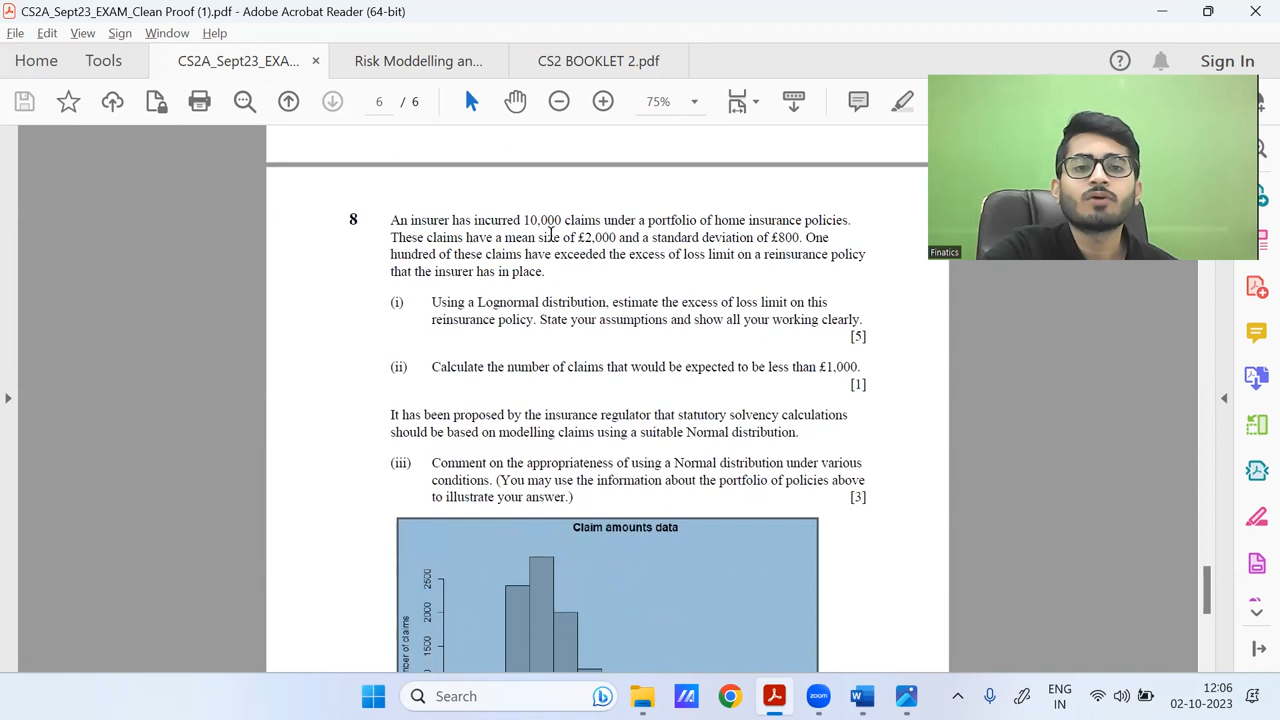 CS2A_Sept23_EXAM_Clean Proof (1).pdf - Adobe Acrobat Reader (64-bit)
File Edit View Sign Window Help
Home Tools CS2A_Sept23_EXA... × Risk Moddelling an... CS2 BOOKLET 2.pdf Sign In
6 / 6 75%
8 An insurer has incurred 10,000 claims under a portfolio of home insurance policies.
These claims have a mean size of £2,000 and a standard deviation of £800. One
hundred of these claims have exceeded the excess of loss limit on a reinsurance policy
that the insurer has in place.
(i) Using a Lognormal distribution, estimate the excess of loss limit on this
reinsurance policy. State your assumptions and show all your working clearly.
[5]
(ii) Calculate the number of claims that would be expected to be less than £1,000.
[1]
It has been proposed by the insurance regulator that statutory solvency calculations
should be based on modelling claims using a suitable Normal distribution.
(iii) Comment on the appropriateness of using a Normal distribution under various
conditions. (You may use the information about the portfolio of policies above
to illustrate your answer.) [3]
Claim amounts data
2500
2000
1500
Finatics
Search
zoom
ENG
IN
12:06
02-10-2023